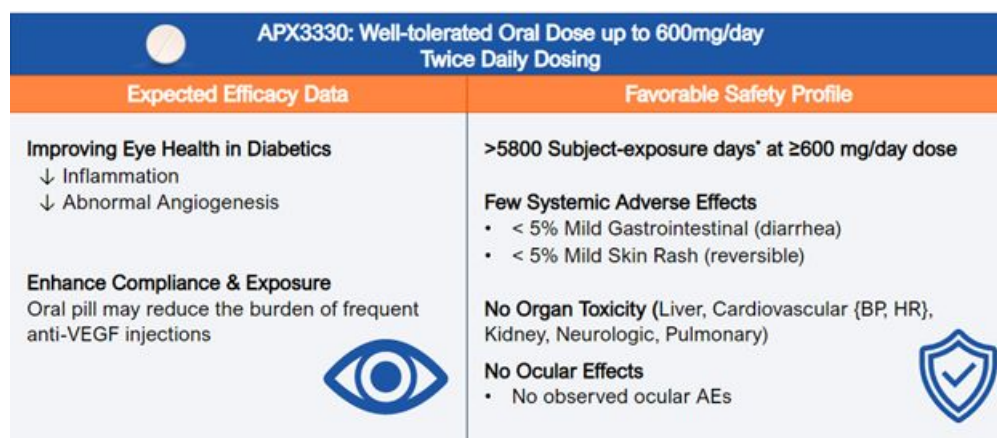 APX3330: Well-tolerated Oral Dose up to 600mg/day
Twice Daily Dosing
Expected Efficacy Data
Improving Eye Health in Diabetics
↓ Inflammation
↓ Abnormal Angiogenesis
Enhance Compliance & Exposure
Oral pill may reduce the burden of frequent
anti-VEGF injections
Favorable Safety Profile
>5800 Subject-exposure days* at ≥600 mg/day dose
Few Systemic Adverse Effects
• < 5% Mild Gastrointestinal (diarrhea)
• < 5% Mild Skin Rash (reversible)
No Organ Toxicity (Liver, Cardiovascular {BP, HR},
Kidney, Neurologic, Pulmonary)
No Ocular Effects
• No observed ocular AEs